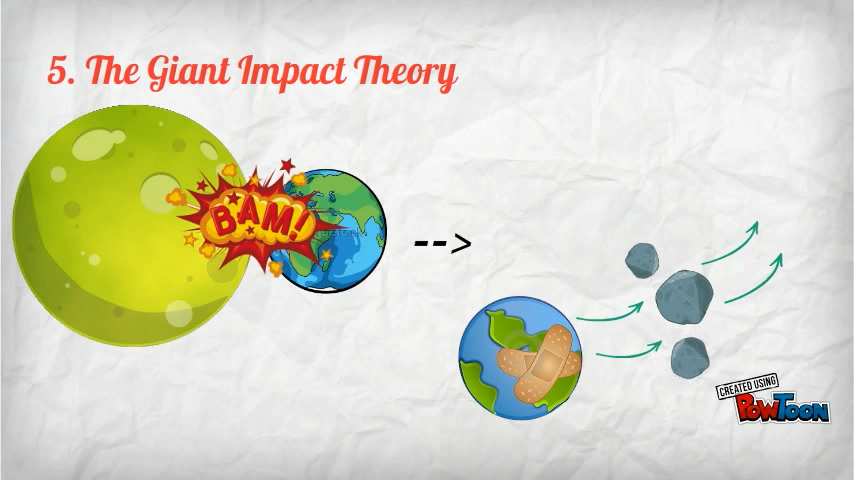 5. The Giant Impact Theory
BAM!
-->
CREATED USING
POWTOON